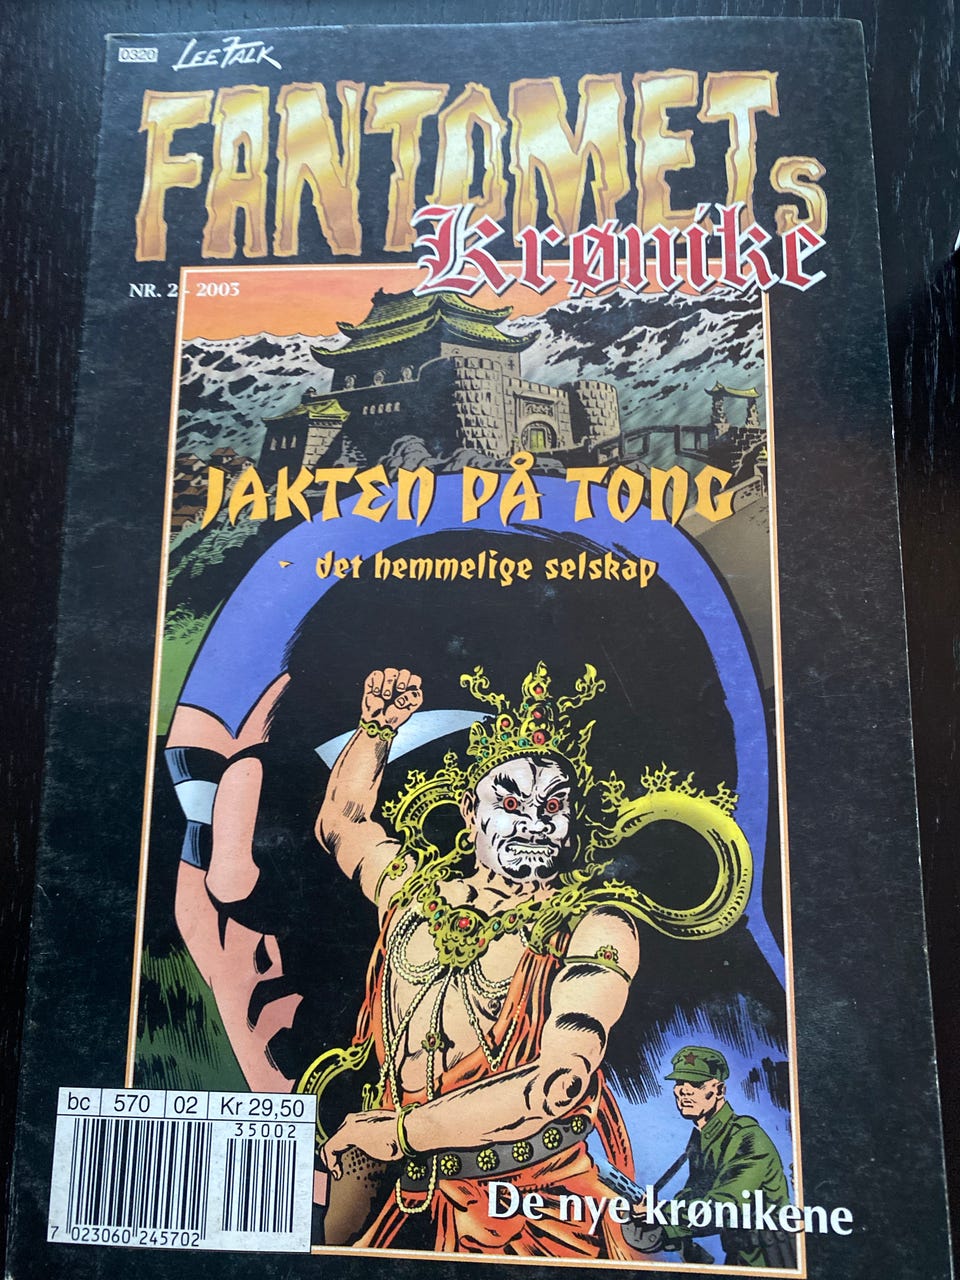 0320
LEE FALK
FANTOMETs
Krønike
NR. 2 - 2003
JAKTEN PÅ TONG
- det hemmelige selskap
bc 570 02 Kr 29,50
35002
7 023060 245702
De nye krønikene